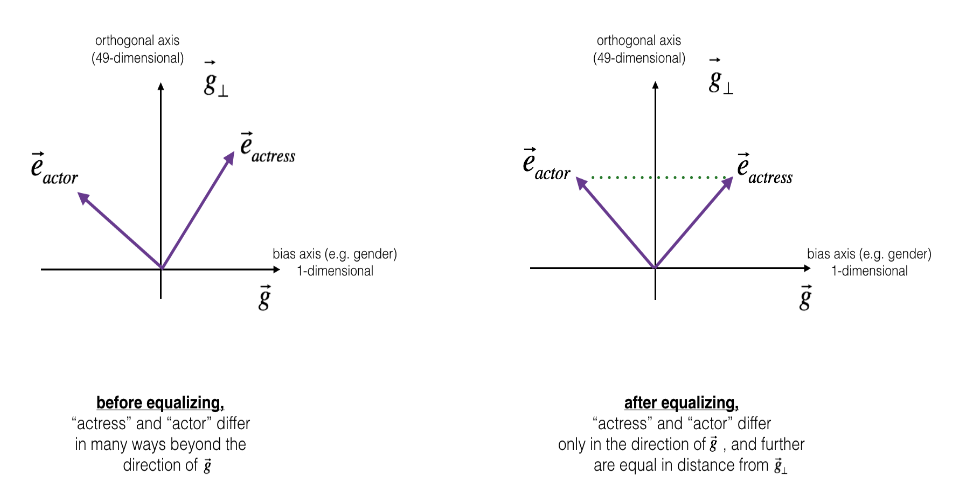 orthogonal axis
(49-dimensional)
g⃗⊥
e⃗actor
e⃗actress
bias axis (e.g. gender)
1-dimensional
g⃗
before equalizing,
“actress” and “actor” differ
in many ways beyond the
direction of g⃗
orthogonal axis
(49-dimensional)
g⃗⊥
e⃗actor
e⃗actress
bias axis (e.g. gender)
1-dimensional
g⃗
after equalizing,
“actress” and “actor” differ
only in the direction of g⃗ , and further
are equal in distance from g⃗⊥